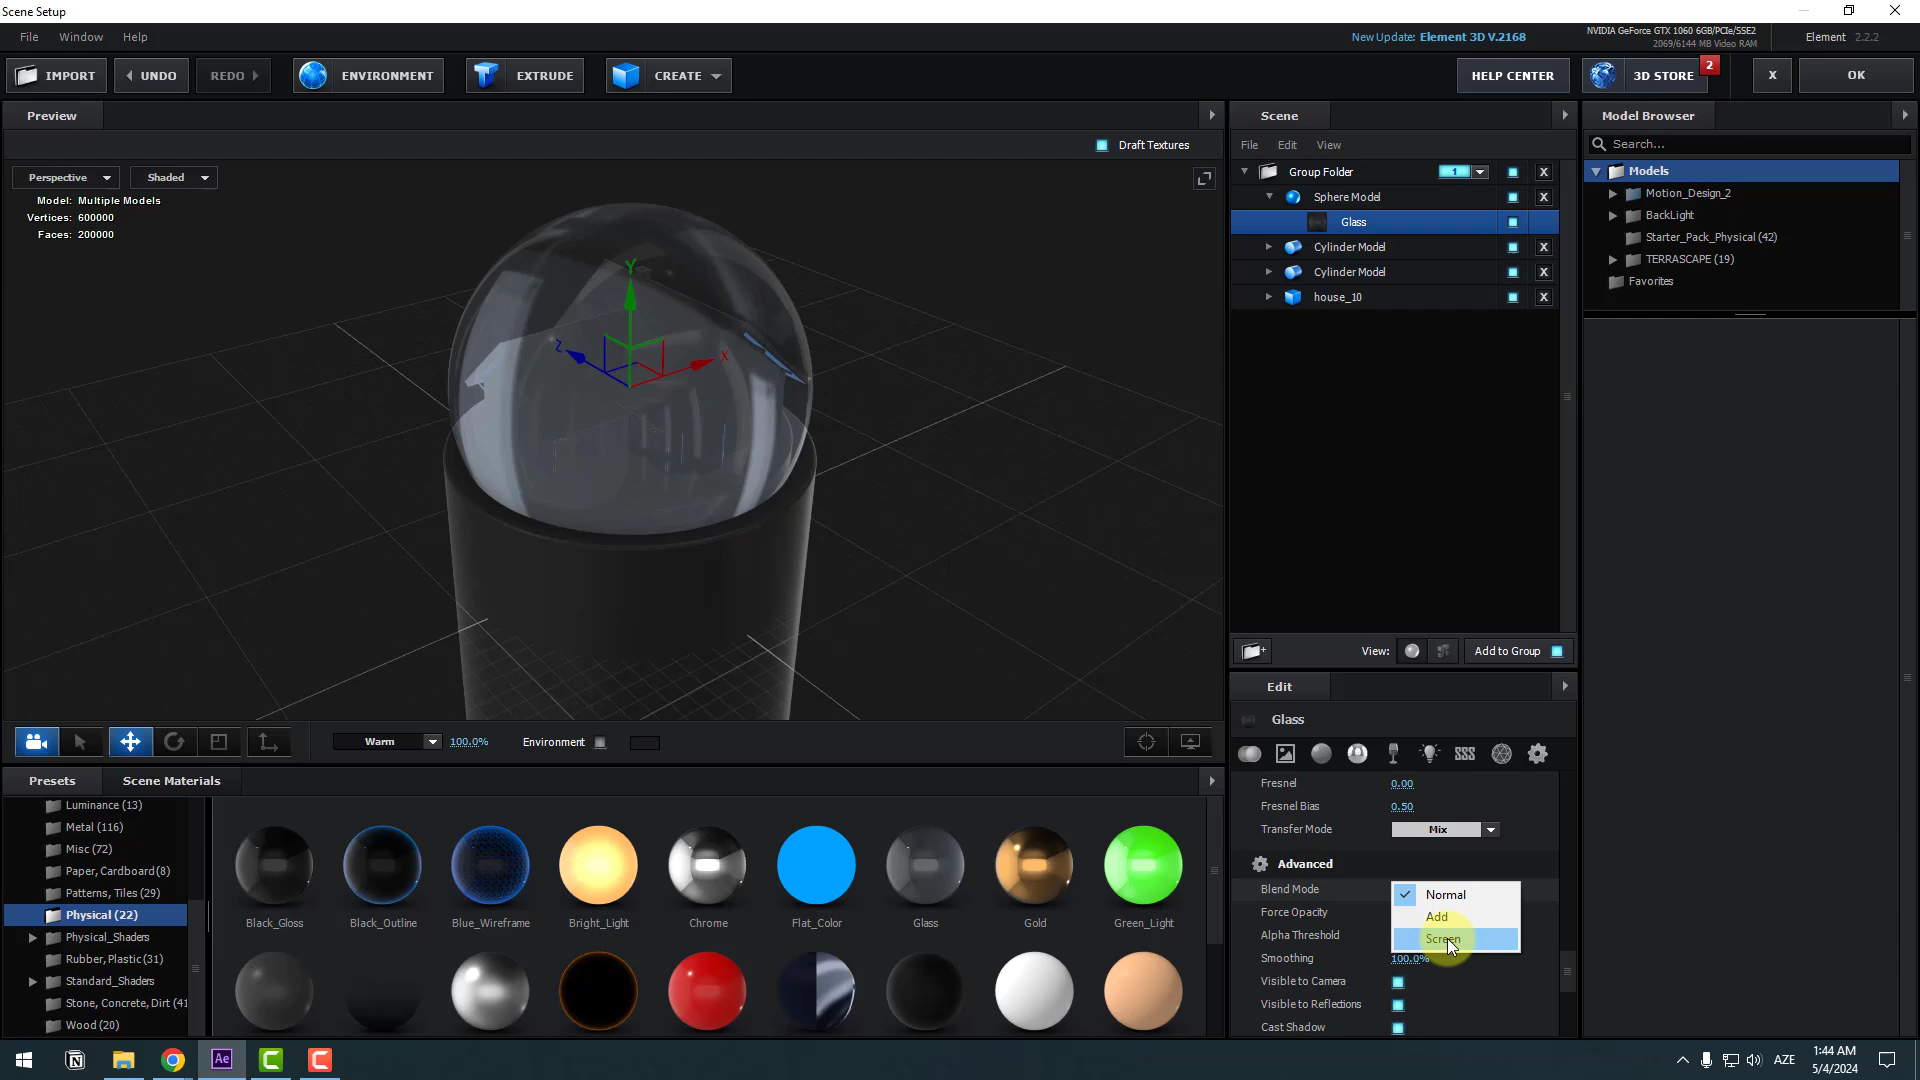 Scene Setup
File Window Help
New Update: Element 3D V.2168
NVIDIA GeForce GTX 1060 6GB/PCIe/SSE2
2069/6144 MB Video RAM
Element 2.2.2
IMPORT
UNDO
REDO
ENVIRONMENT
EXTRUDE
CREATE
HELP CENTER
3D STORE
2
X
OK
Preview
Draft Textures
Perspective
Shaded
Model: Multiple Models
Vertices: 600000
Faces: 200000
Y
Z
X
Warm
100.0%
Environment
Scene
File Edit View
Group Folder 1 X
Sphere Model X
Glass
Cylinder Model X
Cylinder Model X
house_10 X
View:
Add to Group
Model Browser
Search...
Models
Motion_Design_2
BackLight
Starter_Pack_Physical (42)
TERRASCAPE (19)
Favorites
Edit
Glass
Fresnel 0.00
Fresnel Bias 0.50
Transfer Mode Mix
Advanced
Blend Mode
Force Opacity
Alpha Threshold
Smoothing 100.0%
Visible to Camera
Visible to Reflections
Cast Shadow
Normal
Add
Screen
Presets
Scene Materials
Luminance (13)
Metal (116)
Misc (72)
Paper, Cardboard (8)
Patterns, Tiles (29)
Physical (22)
Physical_Shaders
Rubber, Plastic (31)
Standard_Shaders
Stone, Concrete, Dirt (41
Wood (20)
Black_Gloss
Black_Outline
Blue_Wireframe
Bright_Light
Chrome
Flat_Color
Glass
Gold
Green_Light
Ae
AZE
1:44 AM
5/4/2024